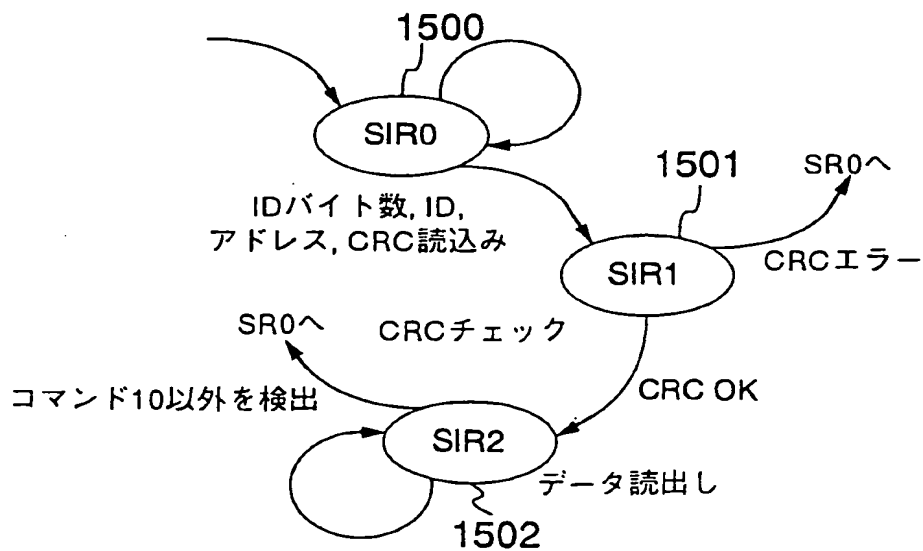 1500
SIR0
1501
SR0へ
IDバイト数, ID,
アドレス, CRC読込み
SIR1
CRCエラー
SR0へ
CRCチェック
コマンド10以外を検出
CRC OK
SIR2
データ読出し
1502